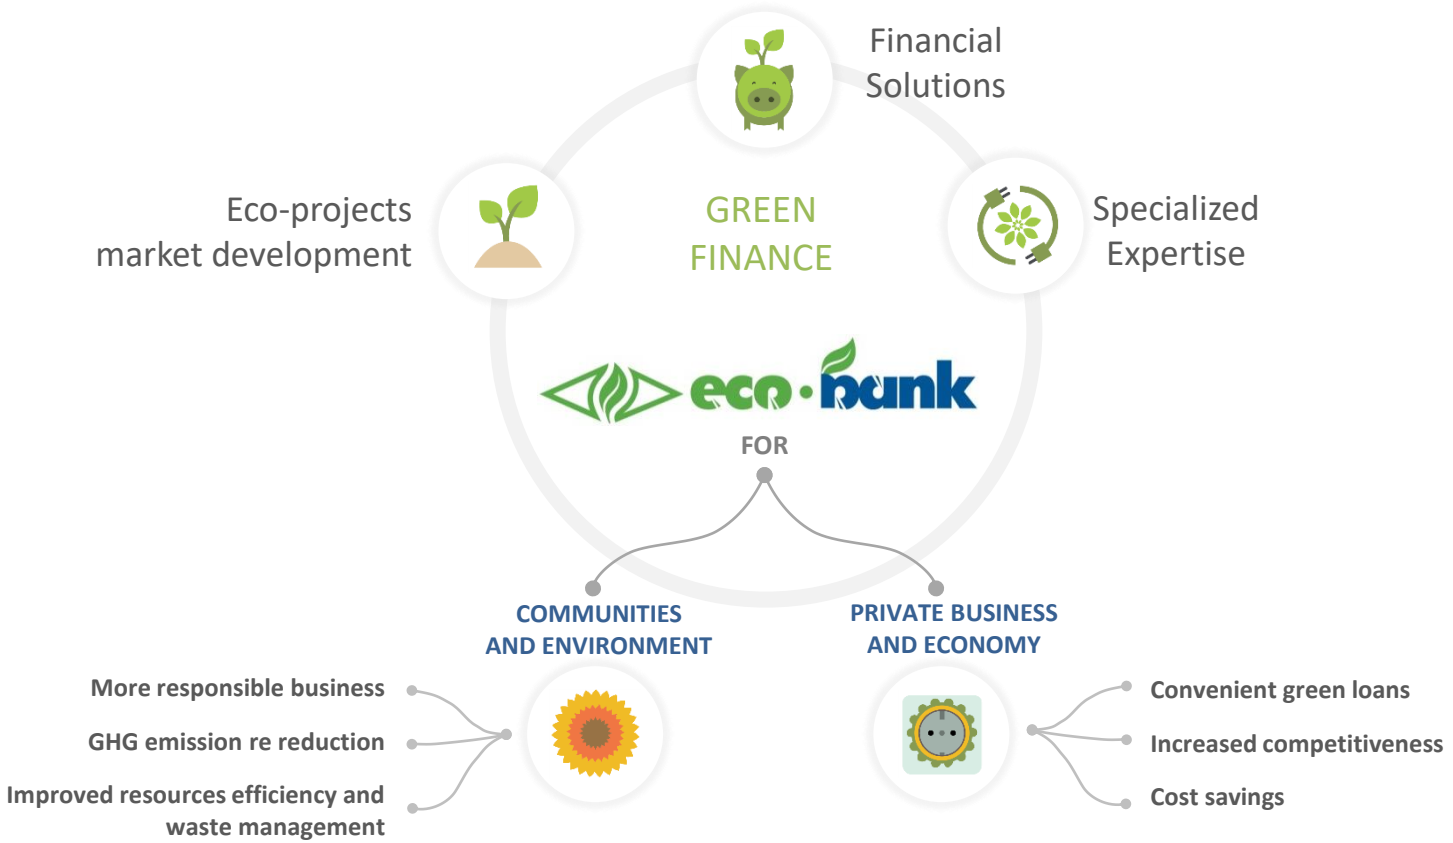 Financial
Solutions
Eco-projects
market development
GREEN
FINANCE
Specialized
Expertise
eco·bank
FOR
COMMUNITIES
AND ENVIRONMENT
PRIVATE BUSINESS
AND ECONOMY
More responsible business
GHG emission re reduction
Improved resources efficiency and
waste management
Convenient green loans
Increased competitiveness
Cost savings